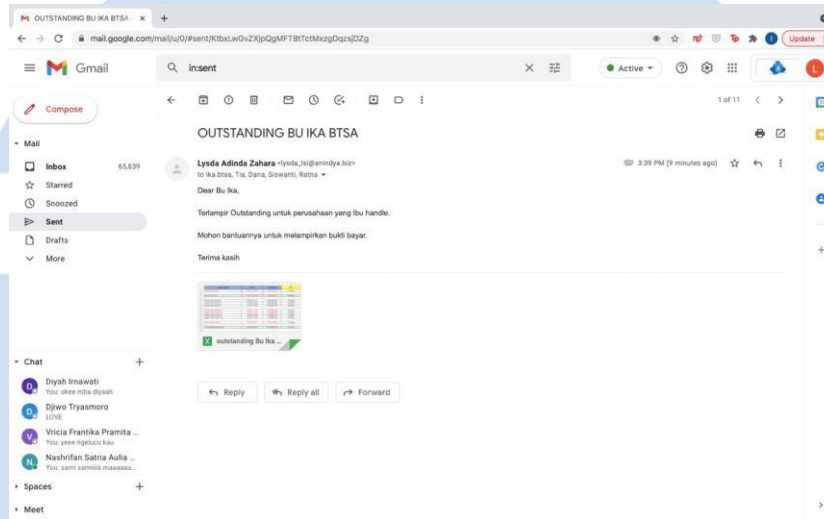 OUTSTANDING BU IKA BTSA -
mail.google.com/mail/u/0/#sent/
Update
Gmail
in:sent
Active
Compose
1 of 11
Mail
OUTSTANDING BU IKA BTSA
Inbox 65,839
Lysda Adinda Zahara
3:39 PM (9 minutes ago)
to ika.btsa, Tia, Dana, Siswanti, Ratna
Starred
Dear Bu Ika,
Snoozed
Terlampir Outstanding untuk perusahaan yang Ibu handle.
Sent
Mohon bantuannya untuk melampirkan bukti bayar.
Drafts
More
Terima kasih
outstanding Bu Ika ...
Chat
Diyah Irnawati
You: okee mba diyaah
Reply
Reply all
Forward
Djiwo Tryasmoro
LOVE
Vricia Frantika Pramita ...
You: yeee ngelucu kau
Nashrifan Satria Aulia ...
Spaces
Meet